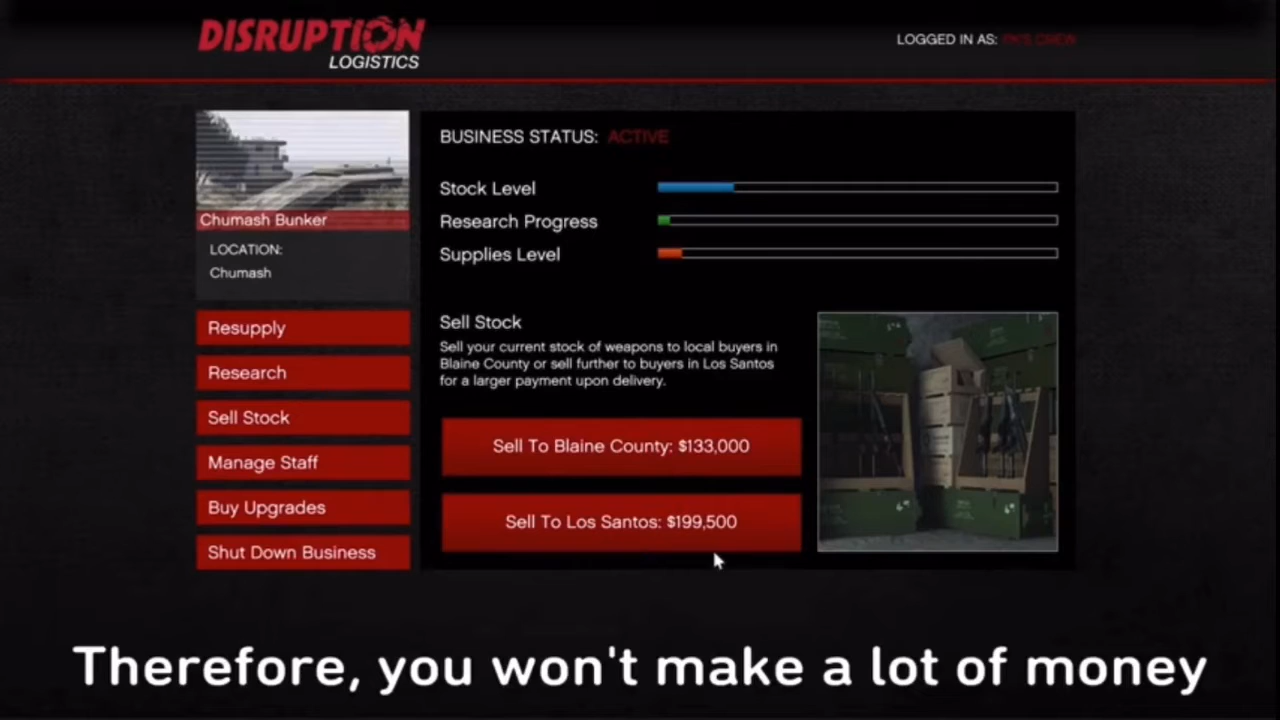 DISRUPTION
LOGISTICS
LOGGED IN AS:
Chumash Bunker
LOCATION:
Chumash
Resupply
Research
Sell Stock
Manage Staff
Buy Upgrades
Shut Down Business
BUSINESS STATUS: ACTIVE
Stock Level
Research Progress
Supplies Level
Sell Stock
Sell your current stock of weapons to local buyers in
Blaine County or sell further to buyers in Los Santos
for a larger payment upon delivery.
Sell To Blaine County: $133,000
Sell To Los Santos: $199,500
Therefore, you won't make a lot of money